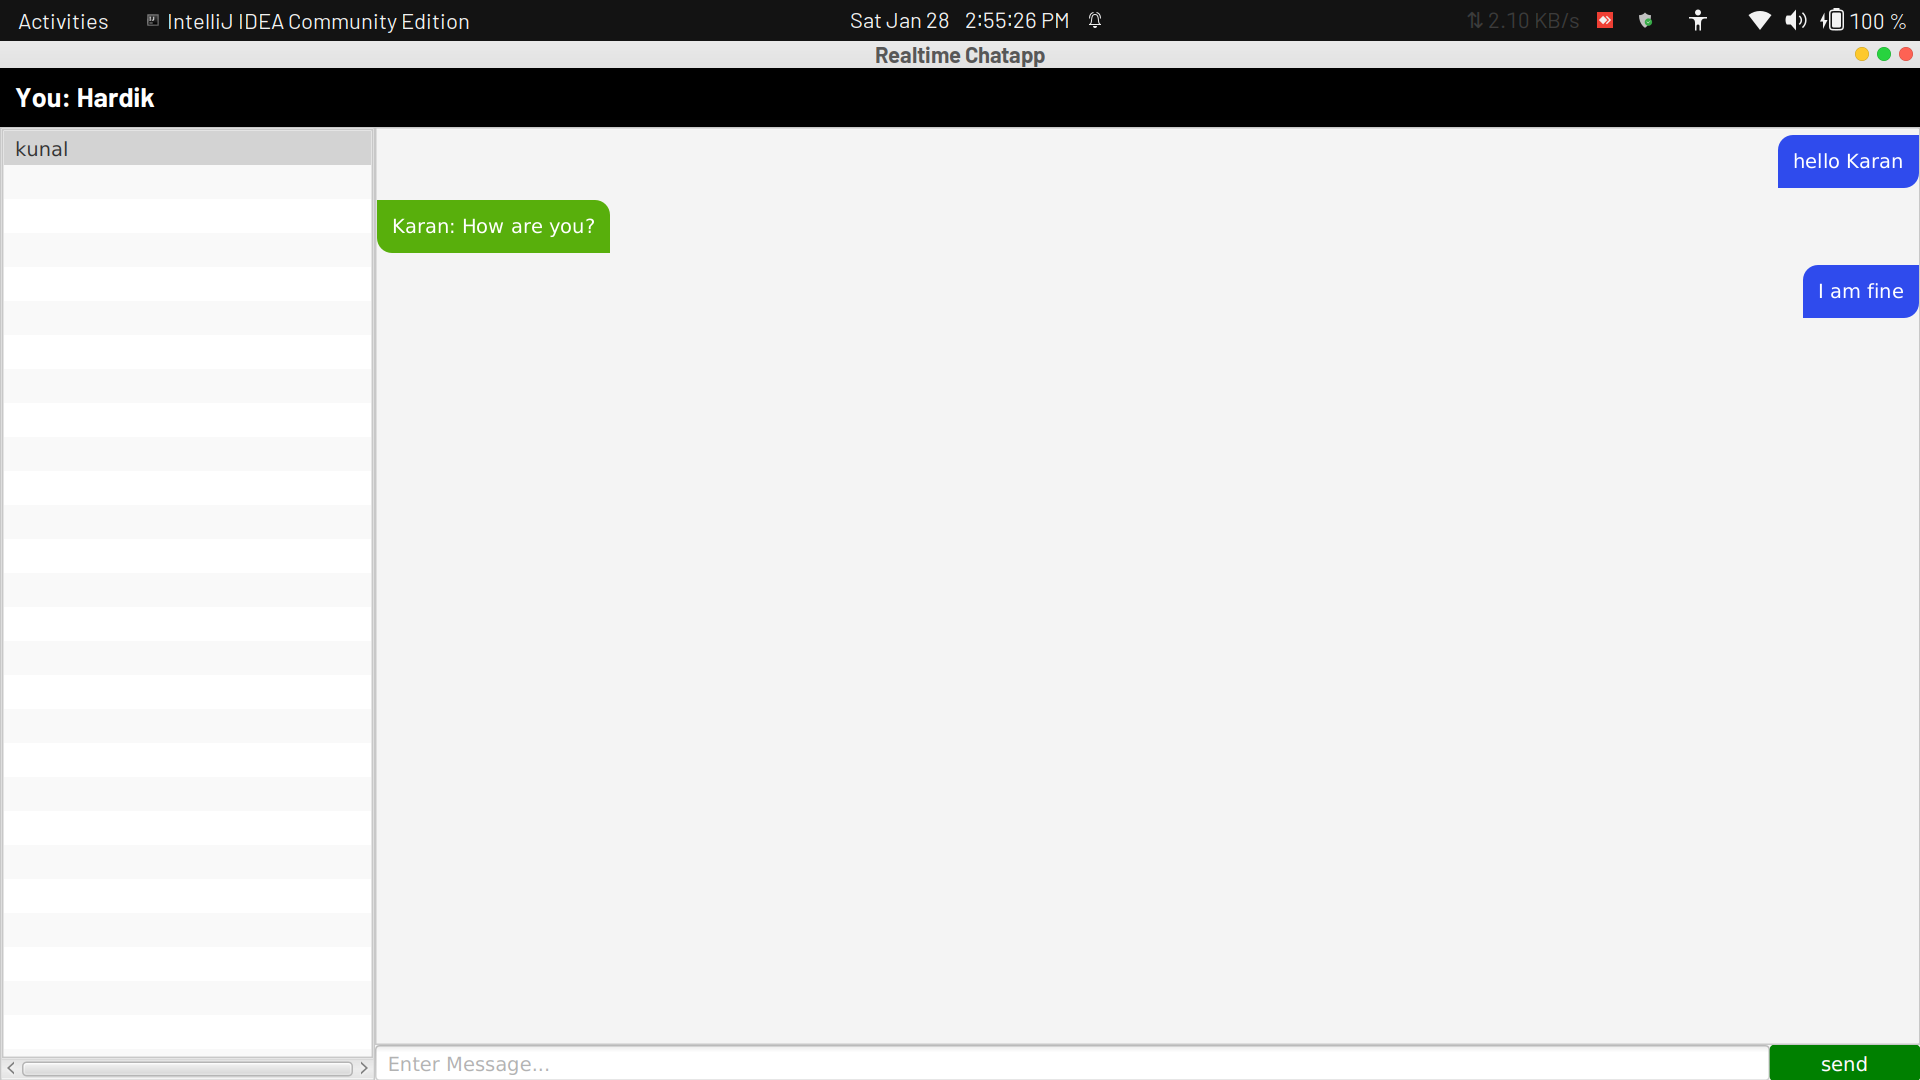 Activities IntelliJ IDEA Community Edition Sat Jan 28 2:55:26 PM 2.10 KB/s 100 %
Realtime Chatapp
You: Hardik
kunal
hello Karan
Karan: How are you?
I am fine
Enter Message...
send